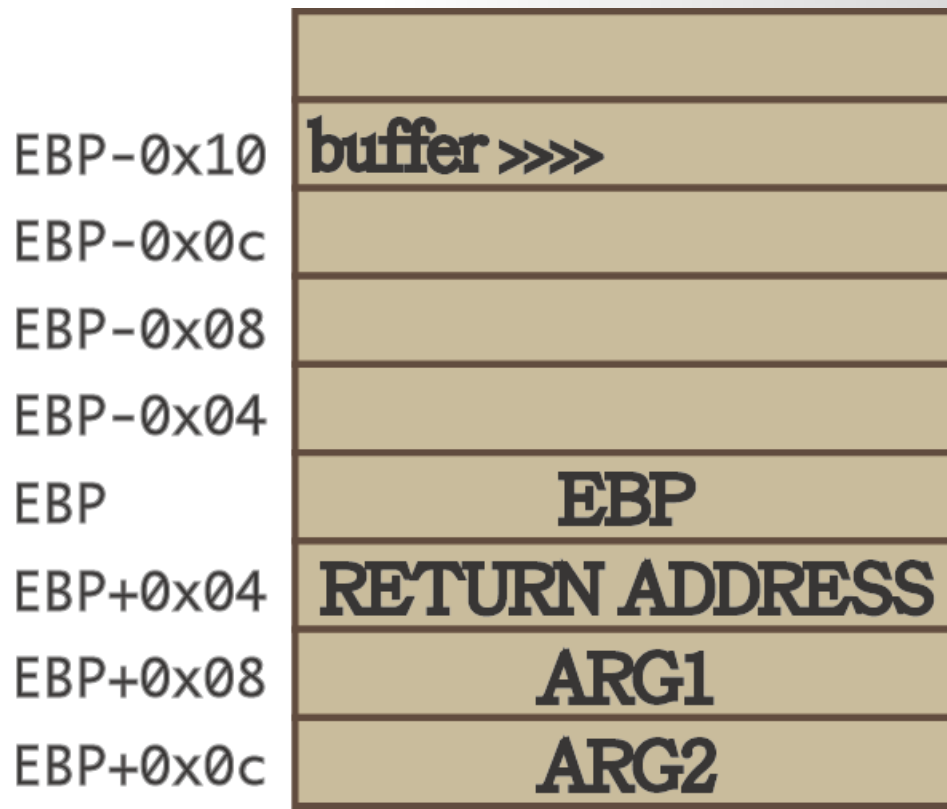 EBP-0x10 buffer >>>>
EBP-0x0c
EBP-0x08
EBP-0x04
EBP EBP
EBP+0x04 RETURN ADDRESS
EBP+0x08 ARG1
EBP+0x0c ARG2